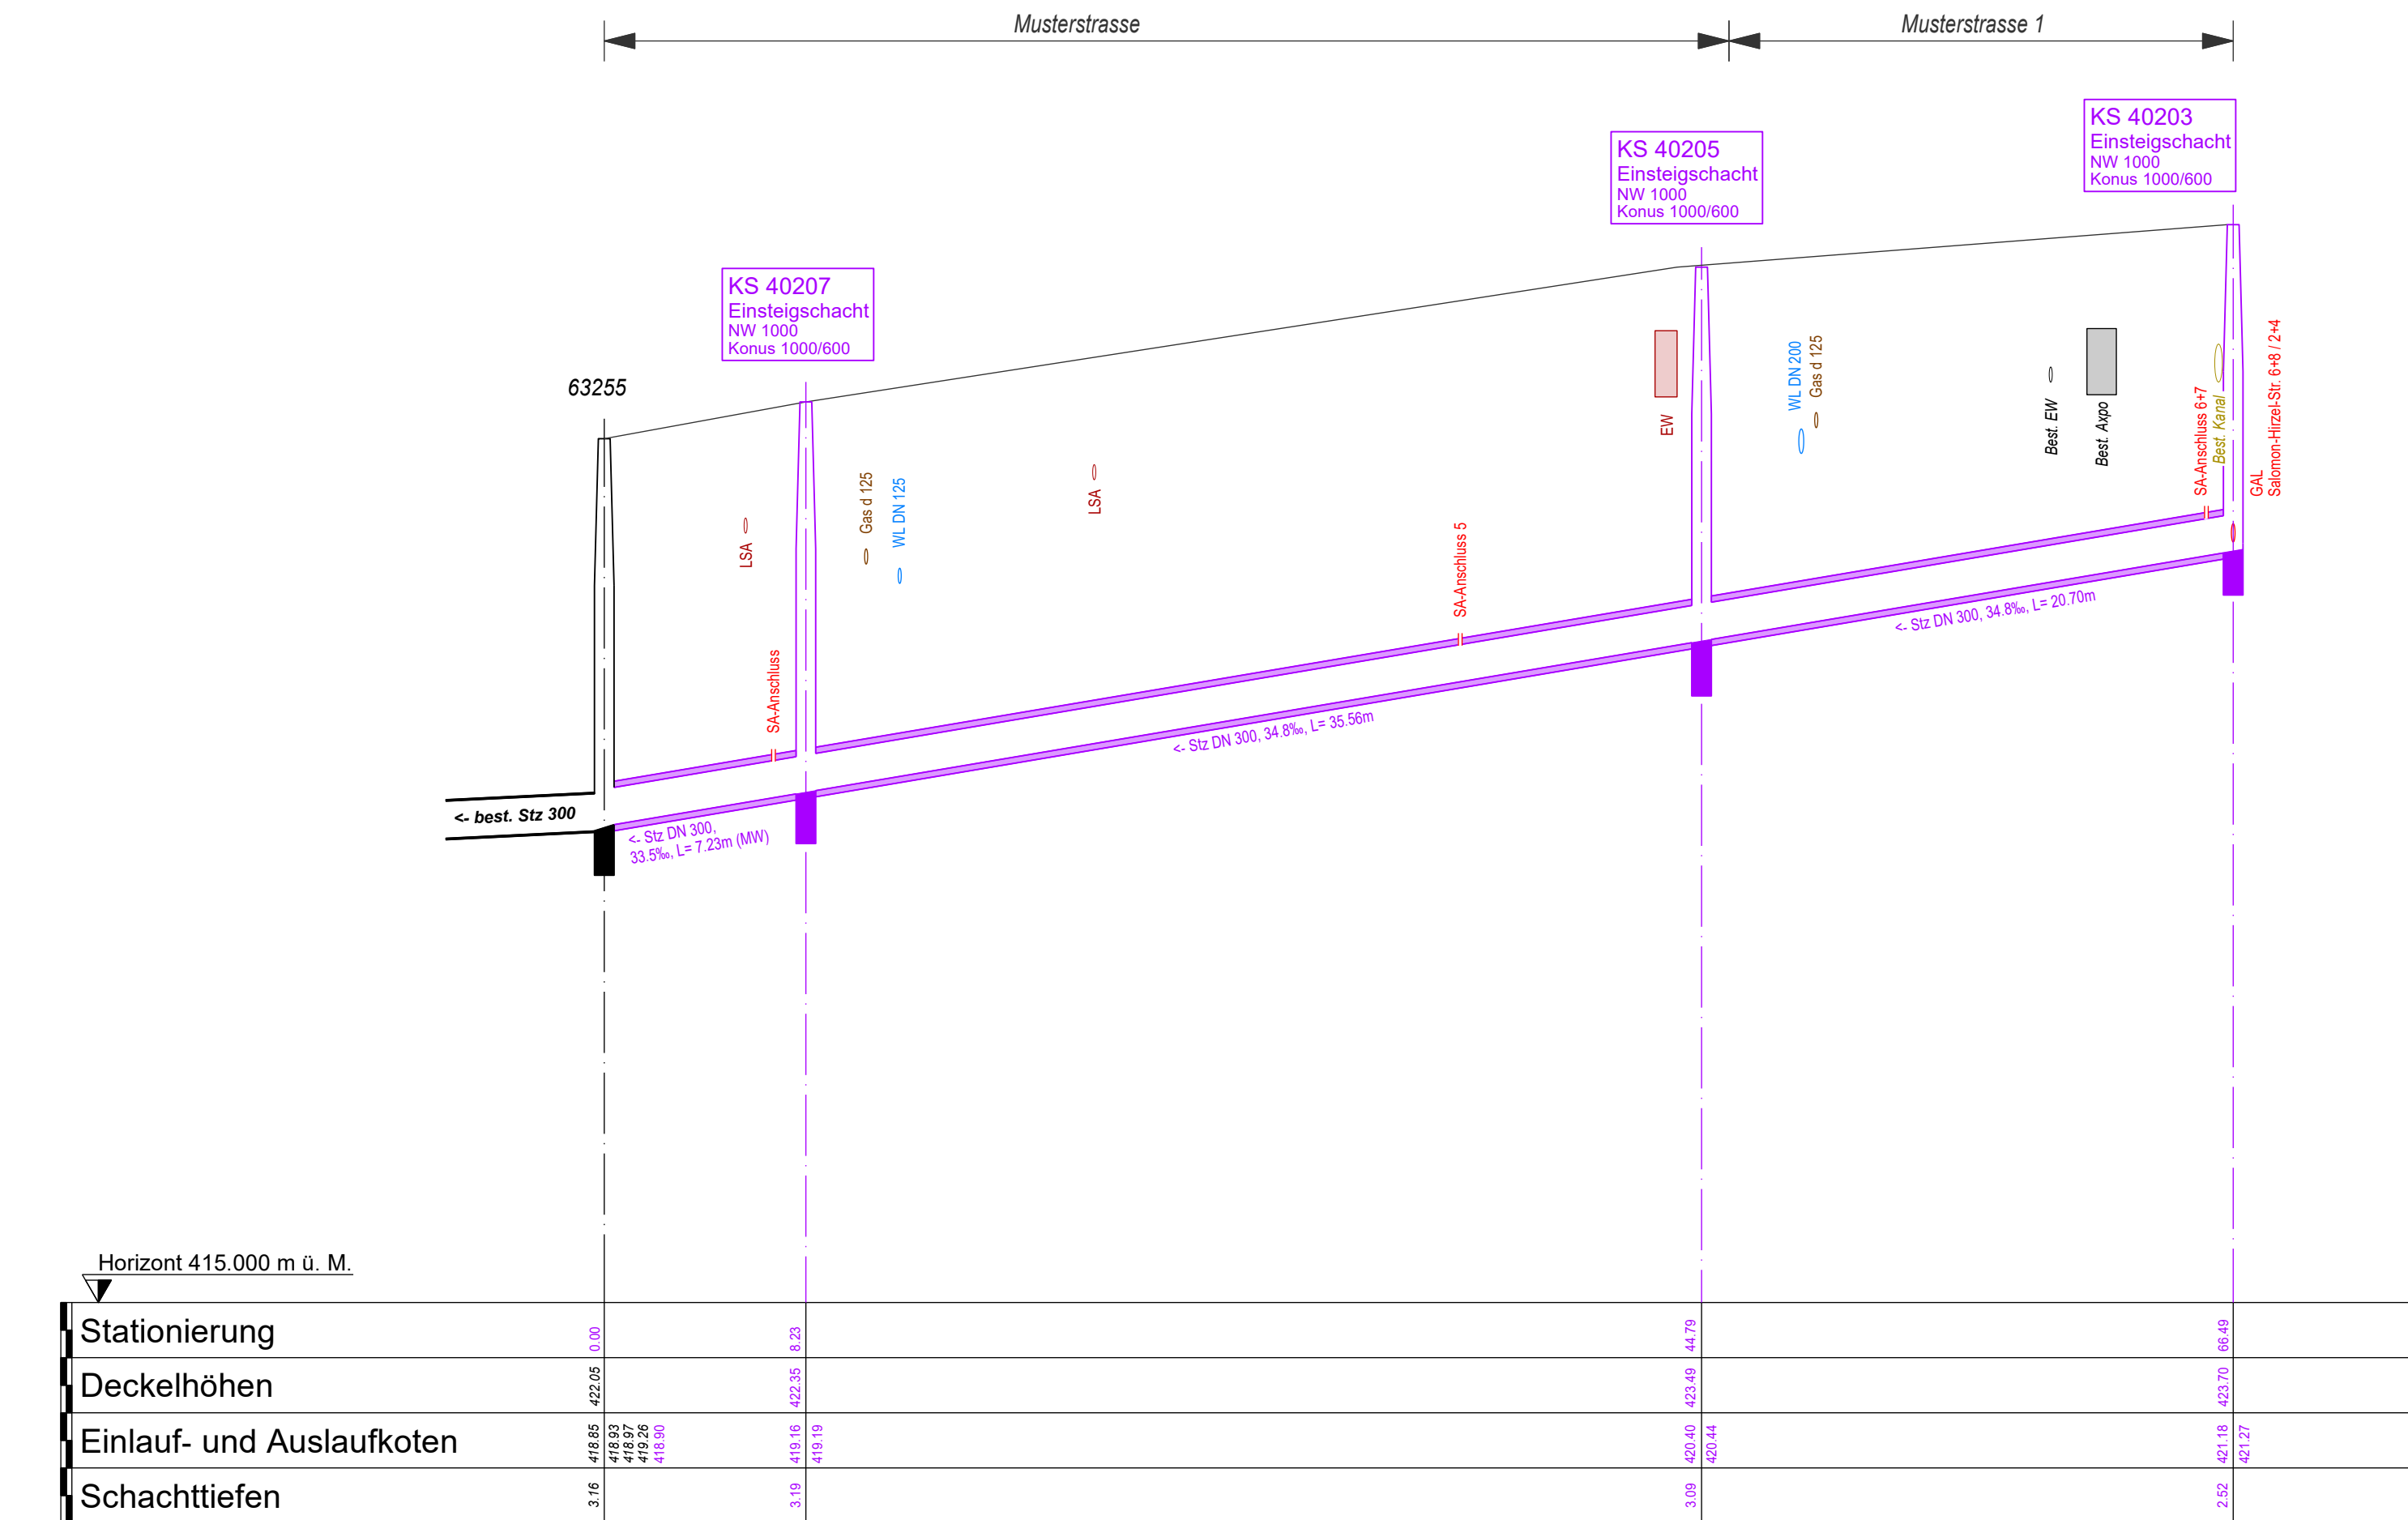 Musterstrasse
Musterstrasse 1
KS 40203
Einsteigschacht
NW 1000
Konus 1000/600
KS 40205
Einsteigschacht
NW 1000
Konus 1000/600
KS 40207
Einsteigschacht
NW 1000
Konus 1000/600
63255
LSA
SA-Anschluss
Gas d 125
WL DN 125
LSA
SA-Anschluss 5
EW
WL DN 200
Gas d 125
Best. EW
Best. Axpo
SA-Anschluss 6+7
Best. Kanal
GAL
Salomon-Hirzel-Str. 6+8 / 2+4
<- Stz DN 300, 34.8‰, L= 20.70m
<- Stz DN 300, 34.8‰, L= 35.56m
<- best. Stz 300
<- Stz DN 300,
33.5‰, L= 7.23m (MW)
Horizont 415.000 m ü. M.
Stationierung
0.00
8.23
44.79
66.49
Deckelhöhen
422.05
422.35
423.49
423.70
Einlauf- und Auslaufkoten
418.85
418.93
418.97
419.26
418.90
419.16
419.19
420.40
420.44
421.18
421.27
Schachttiefen
3.16
3.19
3.09
2.52